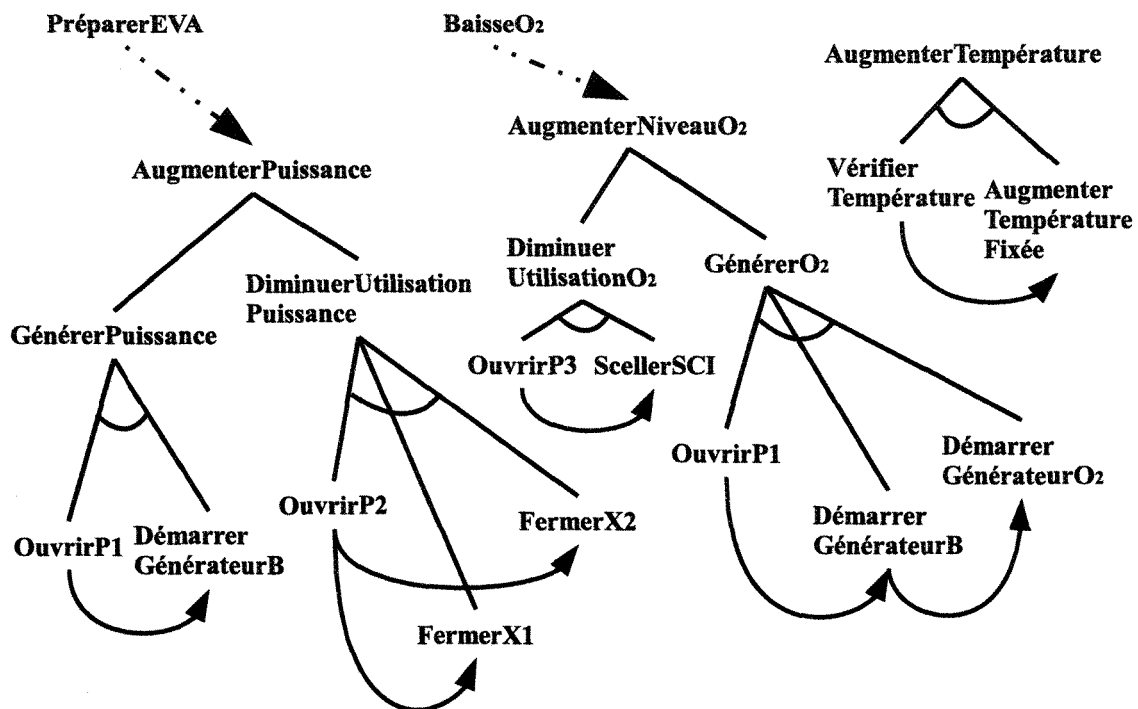 PréparerEVA
BaisseO₂
AugmenterTempérature
AugmenterPuissance
AugmenterNiveauO₂
Vérifier
Température
Augmenter
Température
Fixée
Diminuer
UtilisationO₂
GénérerO₂
DiminuerUtilisation
Puissance
GénérerPuissance
OuvrirP3
ScellerSCI
OuvrirP1
Démarrer
GénérateurO₂
OuvrirP2
FermerX2
Démarrer
GénérateurB
OuvrirP1
Démarrer
GénérateurB
FermerX1